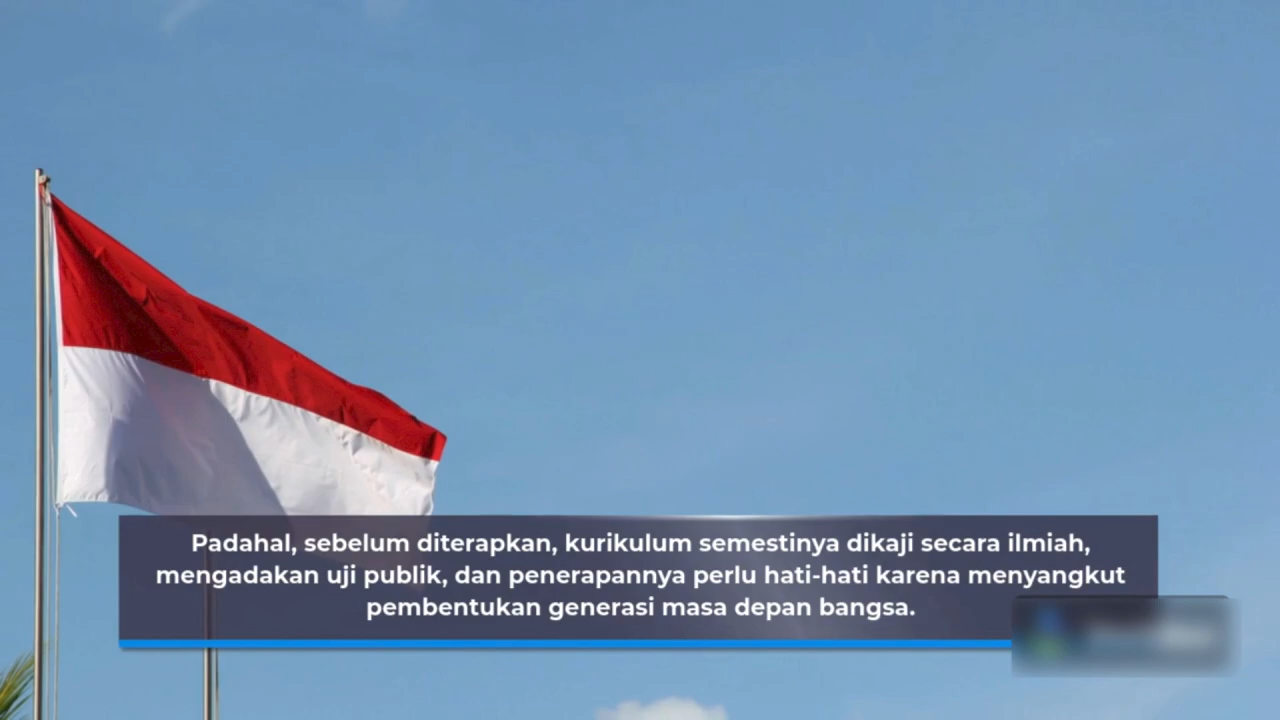 Padahal, sebelum diterapkan, kurikulum semestinya dikaji secara ilmiah,
mengadakan uji publik, dan penerapannya perlu hati-hati karena menyangkut
pembentukan generasi masa depan bangsa.